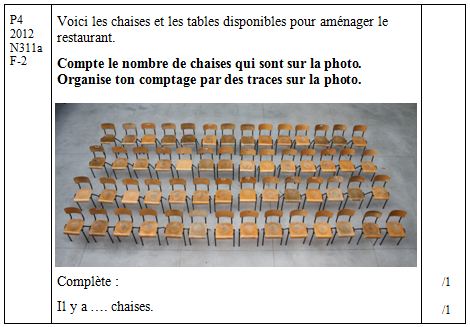 P4
2012
N311a
F-2
Voici les chaises et les tables disponibles pour aménager le
restaurant.
Compte le nombre de chaises qui sont sur la photo.
Organise ton comptage par des traces sur la photo.
Complète :
/1
Il y a …. chaises.
/1